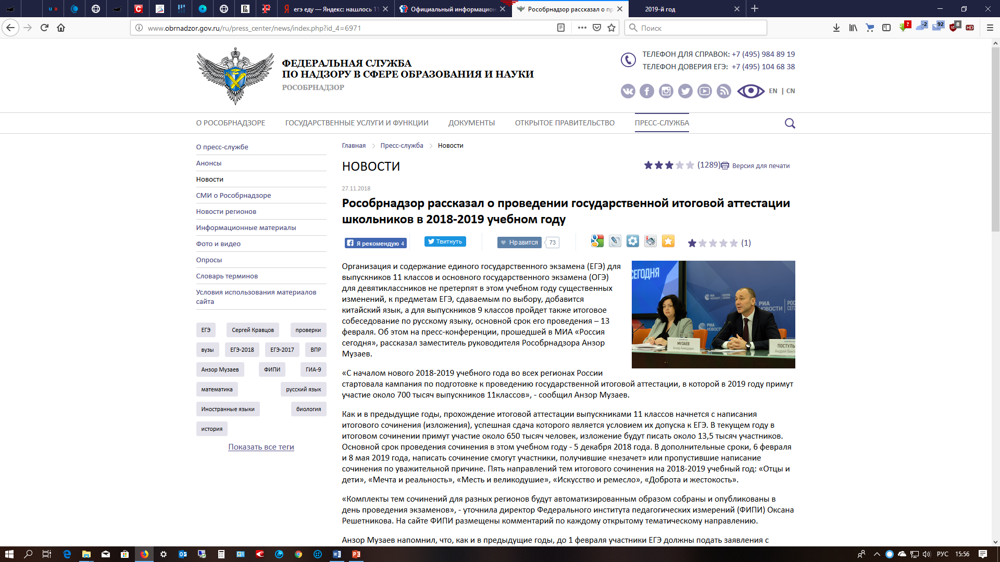 егэ еду — Яндекс: нашлось 11
Официальный информацион
Рособрнадзор рассказал о пр
2019-й год
www.obrnadzor.gov.ru/ru/press_center/news/index.php?id_4=6971
Поиск
?
-2
92
8
HD
ФЕДЕРАЛЬНАЯ СЛУЖБА
ПО НАДЗОРУ В СФЕРЕ ОБРАЗОВАНИЯ И НАУКИ
РОСОБРНАДЗОР
ТЕЛЕФОН ДЛЯ СПРАВОК: +7 (495) 984 89 19
ТЕЛЕФОН ДОВЕРИЯ ЕГЭ: +7 (495) 104 68 38
EN | CN
О РОСОБРНАДЗОРЕ ГОСУДАРСТВЕННЫЕ УСЛУГИ И ФУНКЦИИ ДОКУМЕНТЫ ОТКРЫТОЕ ПРАВИТЕЛЬСТВО ПРЕСС-СЛУЖБА
О пресс-службе
Анонсы
Новости
СМИ о Рособрнадзоре
Новости регионов
Информационные материалы
Фото и видео
Опросы
Словарь терминов
Условия использования материалов
сайта
ЕГЭ Сергей Кравцов проверки
вузы ЕГЭ-2018 ЕГЭ-2017 ВПР
Анзор Музаев ФИПИ ГИА-9
математика русский язык
Иностранные языки биология
история
Показать все теги
Главная Пресс-служба Новости
НОВОСТИ
(1289) Версия для печати
27.11.2018
Рособрнадзор рассказал о проведении государственной итоговой аттестации
школьников в 2018-2019 учебном году
Я рекомендую 4
Твитнуть
Нравится 73
(1)
Организация и содержание единого государственного экзамена (ЕГЭ) для
выпускников 11 классов и основного государственного экзамена (ОГЭ)
для девятиклассников не претерпят в этом учебном году существенных
изменений, к предметам ЕГЭ, сдаваемым по выбору, добавится
китайский язык, а для выпускников 9 классов пройдет также итоговое
собеседование по русскому языку, основной срок его проведения – 13
февраля. Об этом на пресс-конференции, прошедшей в МИА «Россия
сегодня», рассказал заместитель руководителя Рособрнадзора Анзор
Музаев.
СЕГОДНЯ
РИА НОВОСТИ
МУЗАЕВ
Анзор Ахмедович
ПОСТУЛЬ
Андрей Викт
«С началом нового 2018-2019 учебного года во всех регионах России
стартовала кампания по подготовке к проведению государственной итоговой аттестации, в которой в 2019 году примут
участие около 700 тысяч выпускников 11классов», - сообщил Анзор Музаев.
Как и в предыдущие годы, прохождение итоговой аттестации выпускниками 11 классов начнется с написания
итогового сочинения (изложения), успешная сдача которого является условием их допуска к ЕГЭ. В текущем году в
итоговом сочинении примут участие около 650 тысяч человек, изложение будут писать около 13,5 тысяч участников.
Основной срок проведения сочинения в этом учебном году - 5 декабря 2018 года. В дополнительные сроки, 6 февраля
и 8 мая 2019 года, написать сочинение смогут участники, получившие «незачет» или пропустившие написание
сочинения по уважительной причине. Пять направлений тем итогового сочинения на 2018-2019 учебный год: «Отцы и
дети», «Мечта и реальность», «Месть и великодушие», «Искусство и ремесло», «Доброта и жестокость».
«Комплекты тем сочинений для разных регионов будут автоматизированным образом собраны и опубликованы в
день проведения экзаменов», - уточнила директор Федерального института педагогических измерений (ФИПИ) Оксана
Решетникова. На сайте ФИПИ размещены комментарий по каждому открытому тематическому направлению.
Анзор Музаев напомнил, что, как и в предыдущие годы, до 1 февраля участники ЕГЭ должны подать заявления с
РУС 15:56